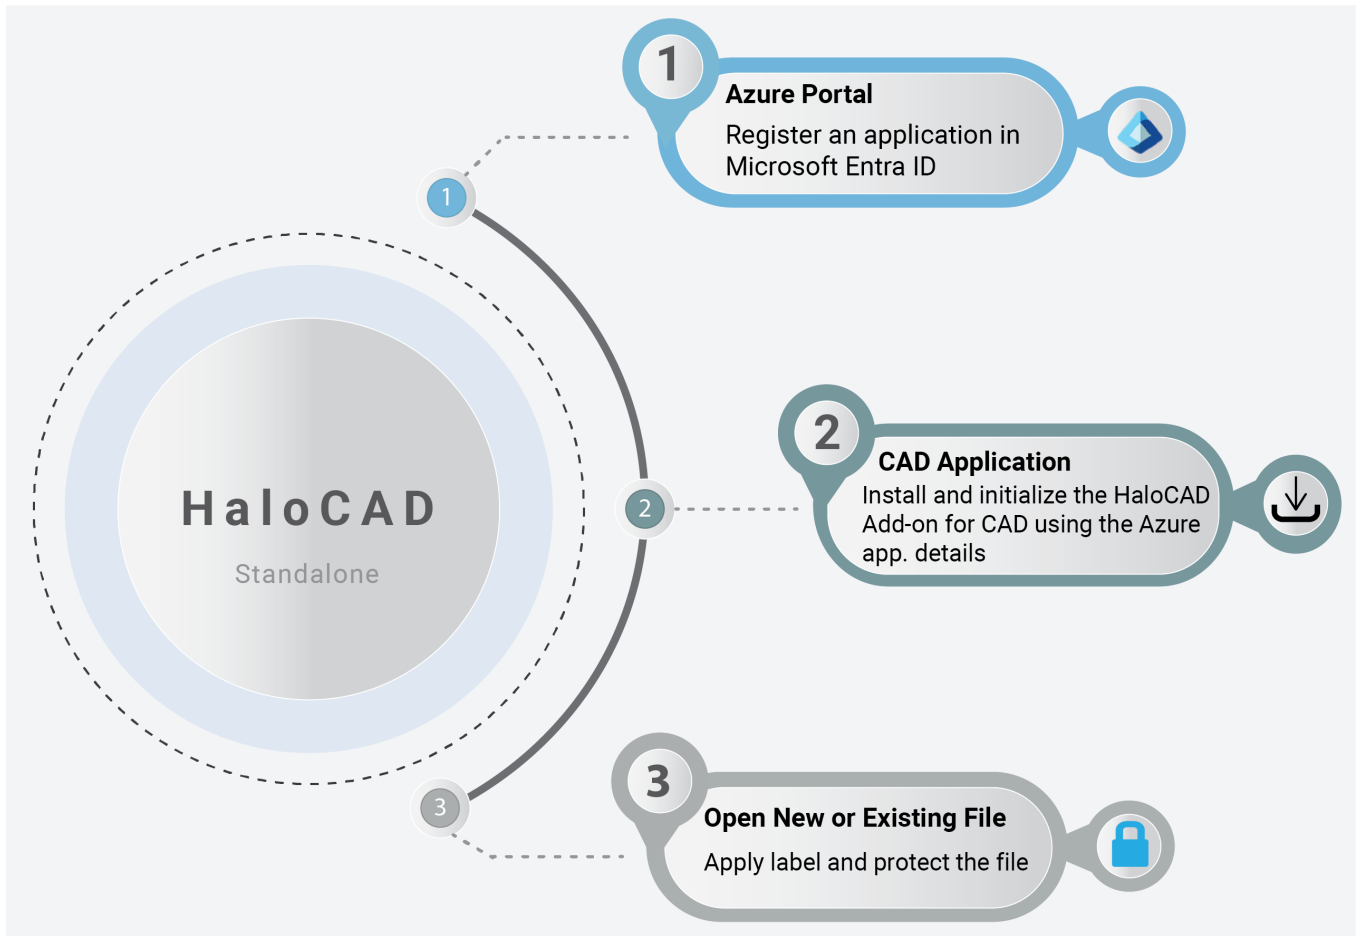 1
Azure Portal
Register an application in
Microsoft Entra ID
1
HaloCAD
Standalone
2
2
CAD Application
Install and initialize the HaloCAD
Add-on for CAD using the Azure
app. details
3
3
Open New or Existing File
Apply label and protect the file